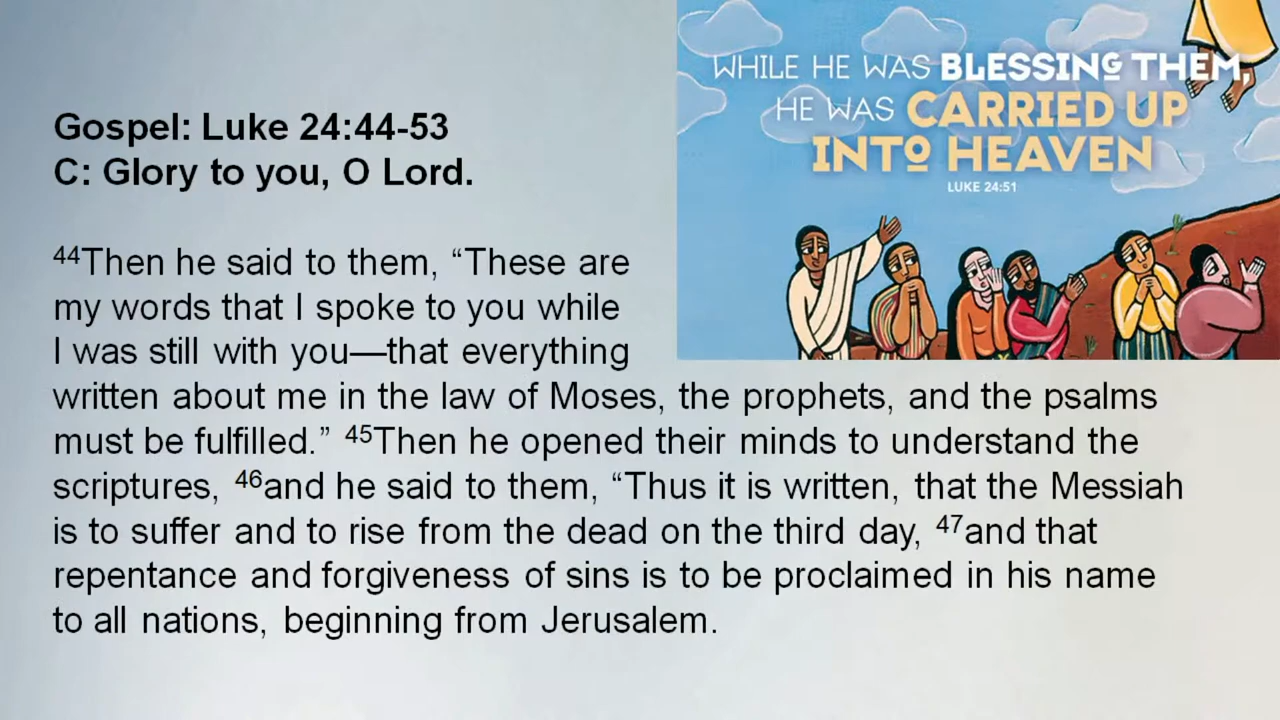 Gospel: Luke 24:44-53
C: Glory to you, O Lord.
WHILE HE WAS BLESSING THEM,
HE WAS CARRIED UP
INTO HEAVEN
LUKE 24:51
44Then he said to them, “These are
my words that I spoke to you while
I was still with you—that everything
written about me in the law of Moses, the prophets, and the psalms
must be fulfilled.” 45Then he opened their minds to understand the
scriptures, 46and he said to them, “Thus it is written, that the Messiah
is to suffer and to rise from the dead on the third day, 47and that
repentance and forgiveness of sins is to be proclaimed in his name
to all nations, beginning from Jerusalem.